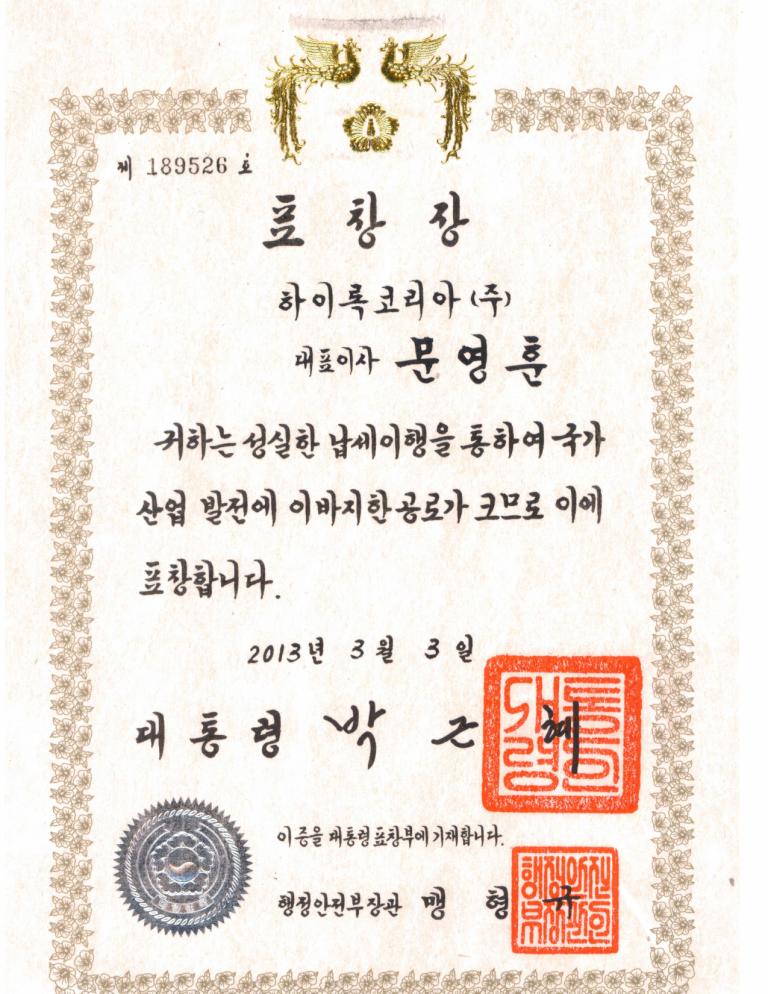 제 189526 호
표 창 장
하이록코리아(주)
대표이사 문영훈
귀하는 성실한 납세이행을 통하여 국가
산업 발전에 이바지한 공로가 크므로 이에
표창합니다.
2013년 3월 3일
대통령 박 근 혜
이 증을 대통령표창부에 기재합니다.
행정안전부장관 맹 형 규